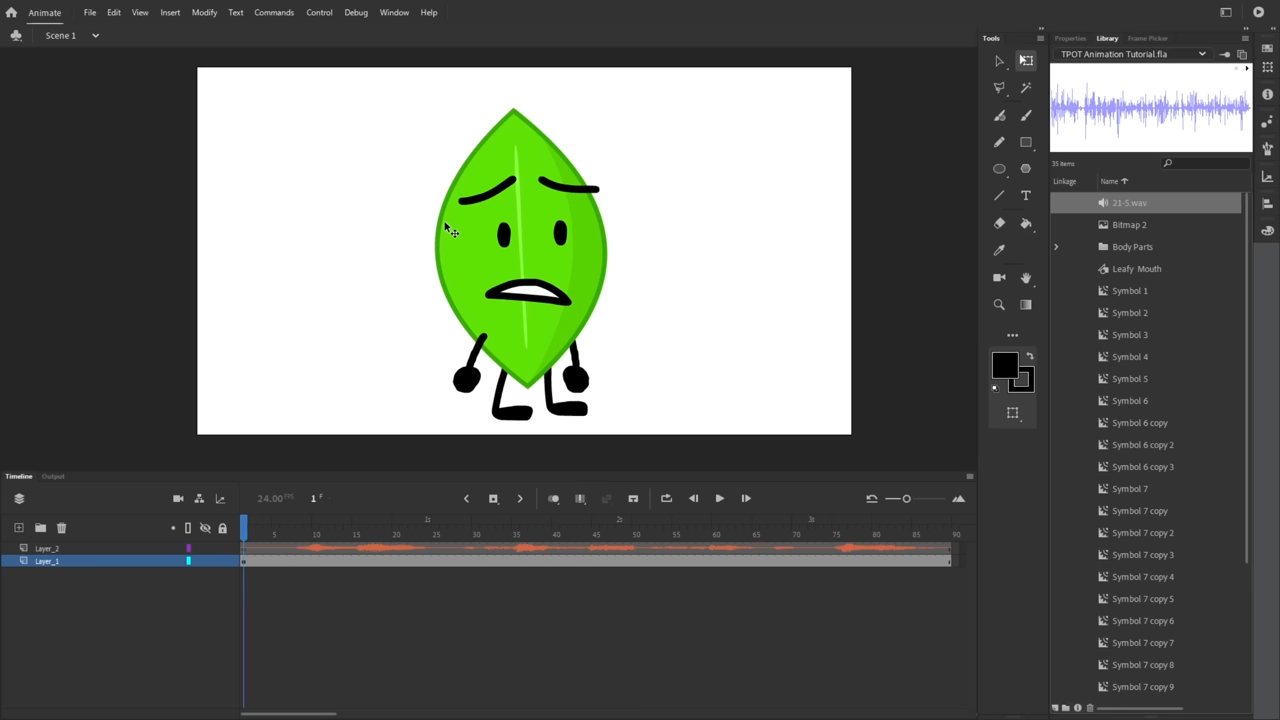 Animate File Edit View Insert Modify Text Commands Control Debug Window Help
Scene 1
Tools
Properties Library Frame Picker
TPOT Animation Tutorial.fla
35 items
Linkage Name
21-S.wav
Bitmap 2
Body Parts
Leafy Mouth
Symbol 1
Symbol 2
Symbol 3
Symbol 4
Symbol 5
Symbol 6
Symbol 6 copy
Symbol 6 copy 2
Symbol 6 copy 3
Symbol 7
Symbol 7 copy
Symbol 7 copy 2
Symbol 7 copy 3
Symbol 7 copy 4
Symbol 7 copy 5
Symbol 7 copy 6
Symbol 7 copy 7
Symbol 7 copy 8
Symbol 7 copy 9
Timeline Output
24.00 FPS 1 F
1s 2s 3s
5 10 15 20 25 30 35 40 45 50 55 60 65 70 75 80 85 90
Layer_2
Layer_1